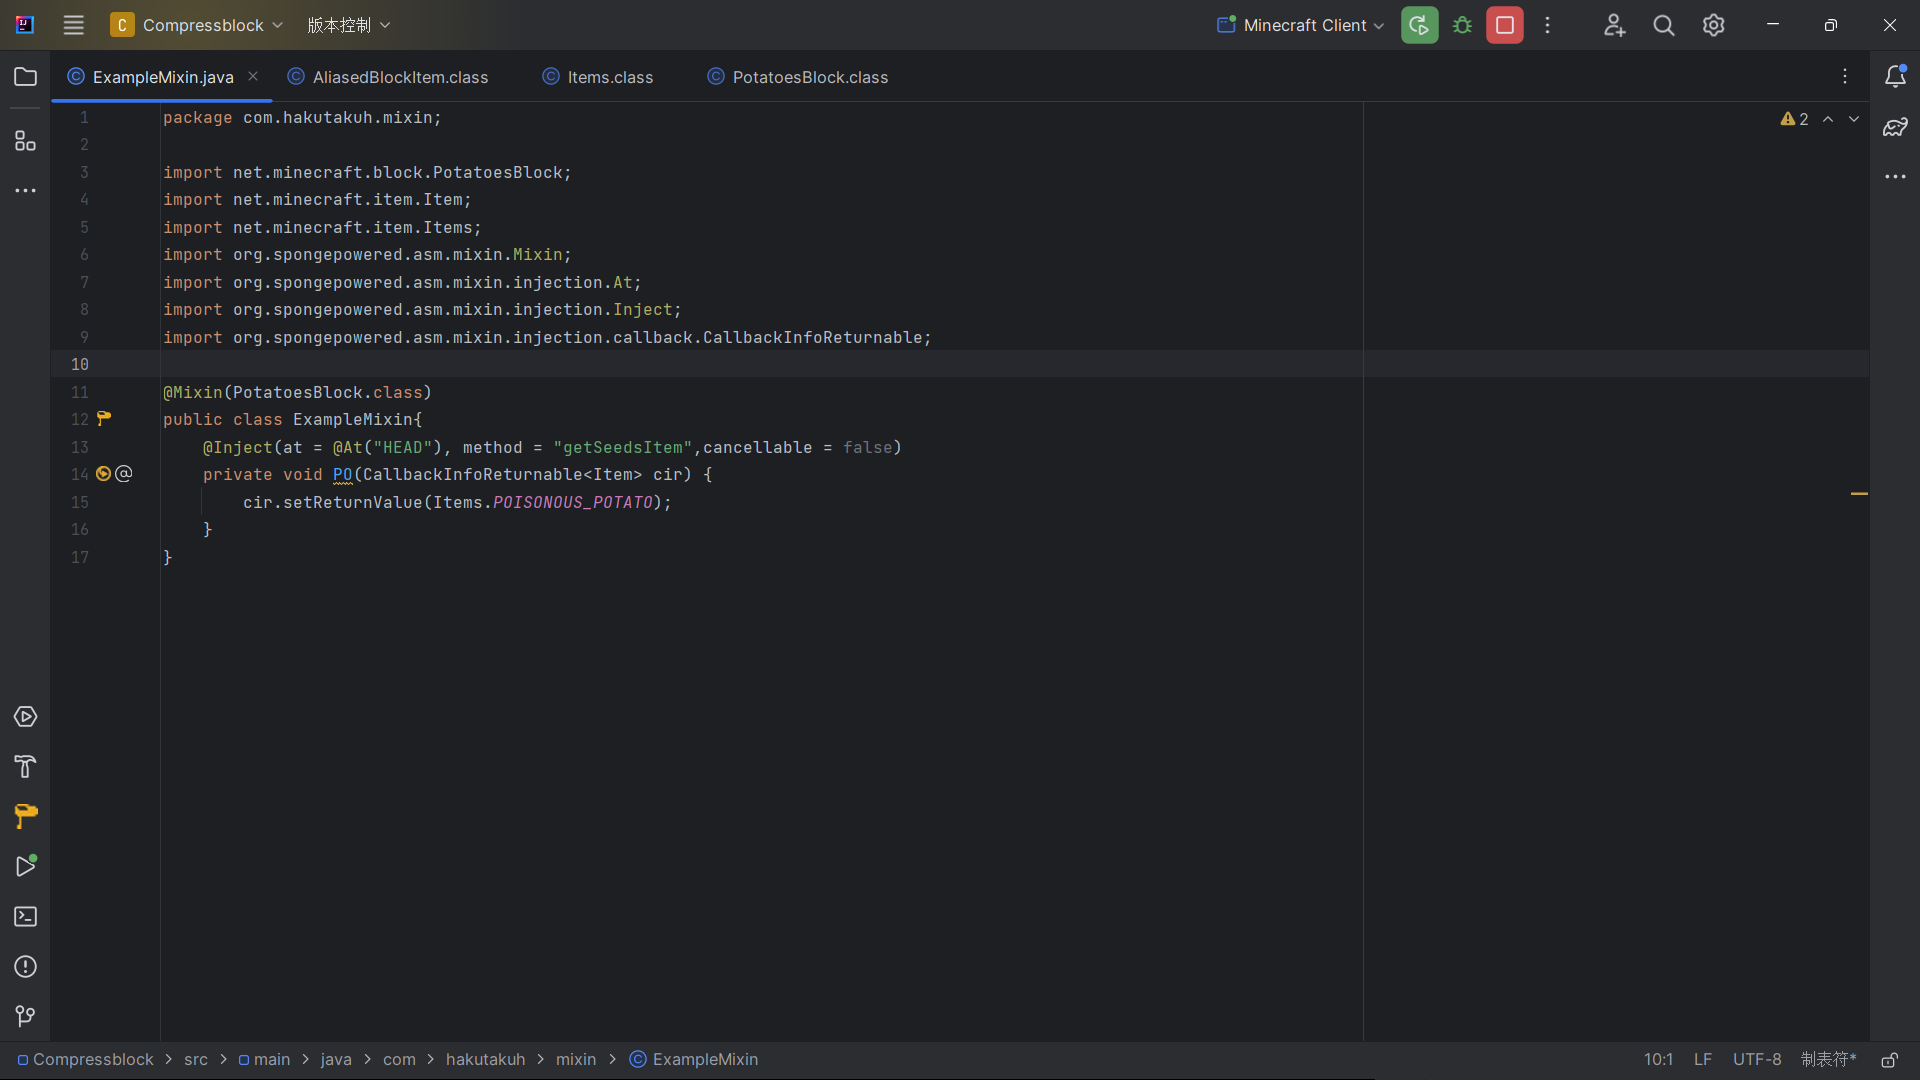 C Compressblock 版本控制 Minecraft Client
ExampleMixin.java AliasedBlockItem.class Items.class PotatoesBlock.class
1 package com.hakutakuh.mixin; 2
2
3 import net.minecraft.block.PotatoesBlock;
4 import net.minecraft.item.Item;
5 import net.minecraft.item.Items;
6 import org.spongepowered.asm.mixin.Mixin;
7 import org.spongepowered.asm.mixin.injection.At;
8 import org.spongepowered.asm.mixin.injection.Inject;
9 import org.spongepowered.asm.mixin.injection.callback.CallbackInfoReturnable;
10
11 @Mixin(PotatoesBlock.class)
12 public class ExampleMixin{
13 @Inject(at = @At("HEAD"), method = "getSeedsItem",cancellable = false)
14 private void PO(CallbackInfoReturnable<Item> cir) {
15 cir.setReturnValue(Items.POISONOUS_POTATO);
16 }
17 }
Compressblock > src > main > java > com > hakutakuh > mixin > ExampleMixin 10:1 LF UTF-8 制表符*